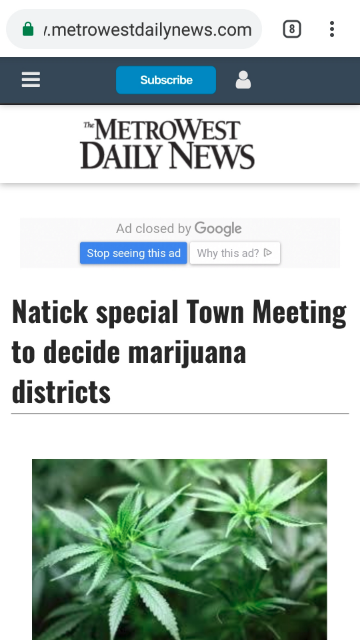 /.metrowestdailynews.com
8
Subscribe
The METROWEST
DAILY NEWS
Ad closed by Google
Stop seeing this ad
Why this ad?
Natick special Town Meeting
to decide marijuana
districts